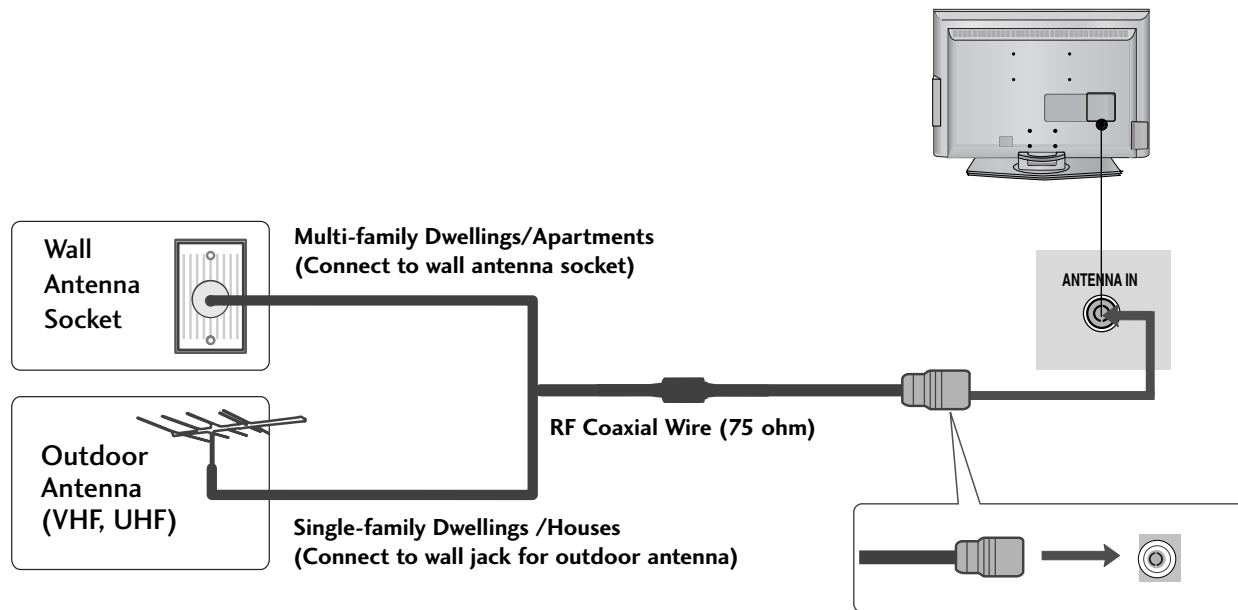 Wall
Antenna
Socket
Multi-family Dwellings/Apartments
(Connect to wall antenna socket)
ANTENNA IN
RF Coaxial Wire (75 ohm)
Outdoor
Antenna
(VHF, UHF)
Single-family Dwellings /Houses
(Connect to wall jack for outdoor antenna)